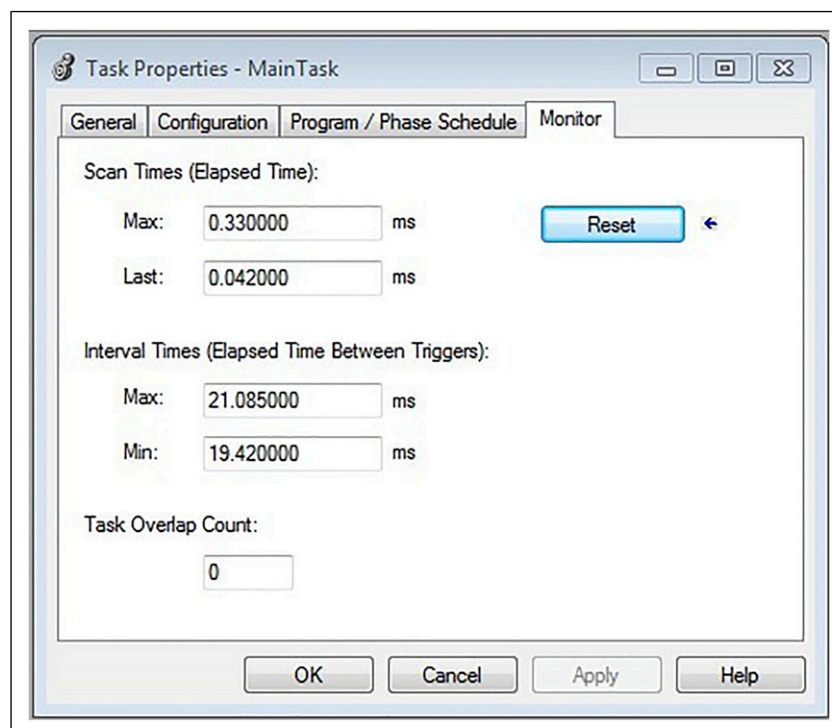 Task Properties - MainTask
General Configuration Program / Phase Schedule Monitor
Scan Times (Elapsed Time):
Max: 0.330000 ms Reset
Last: 0.042000 ms
Interval Times (Elapsed Time Between Triggers):
Max: 21.085000 ms
Min: 19.420000 ms
Task Overlap Count:
0
OK Cancel Apply Help